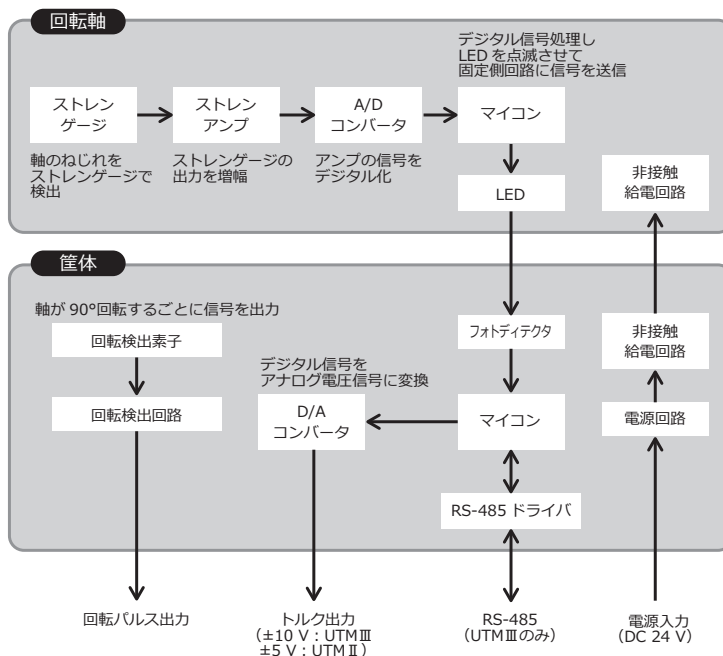 回転軸
デジタル信号処理し
LED を点滅させて
固定側回路に信号を送信
ストレン
ゲージ
ストレン
アンプ
A/D
コンバータ
マイコン
軸のねじれを
ストレンゲージで
検出
ストレンゲージの
出力を増幅
アンプの信号を
デジタル化
LED
非接触
給電回路
筐体
軸が 90°回転するごとに信号を出力
回転検出素子
回転検出回路
デジタル信号を
アナログ電圧信号に変換
D/A
コンバータ
フォトディテクタ
マイコン
RS-485 ドライバ
非接触
給電回路
電源回路
回転パルス出力
トルク出力
（±10 V：UTMⅢ
±5 V：UTMⅡ）
RS-485
（UTMⅢのみ）
電源入力
（DC 24 V）